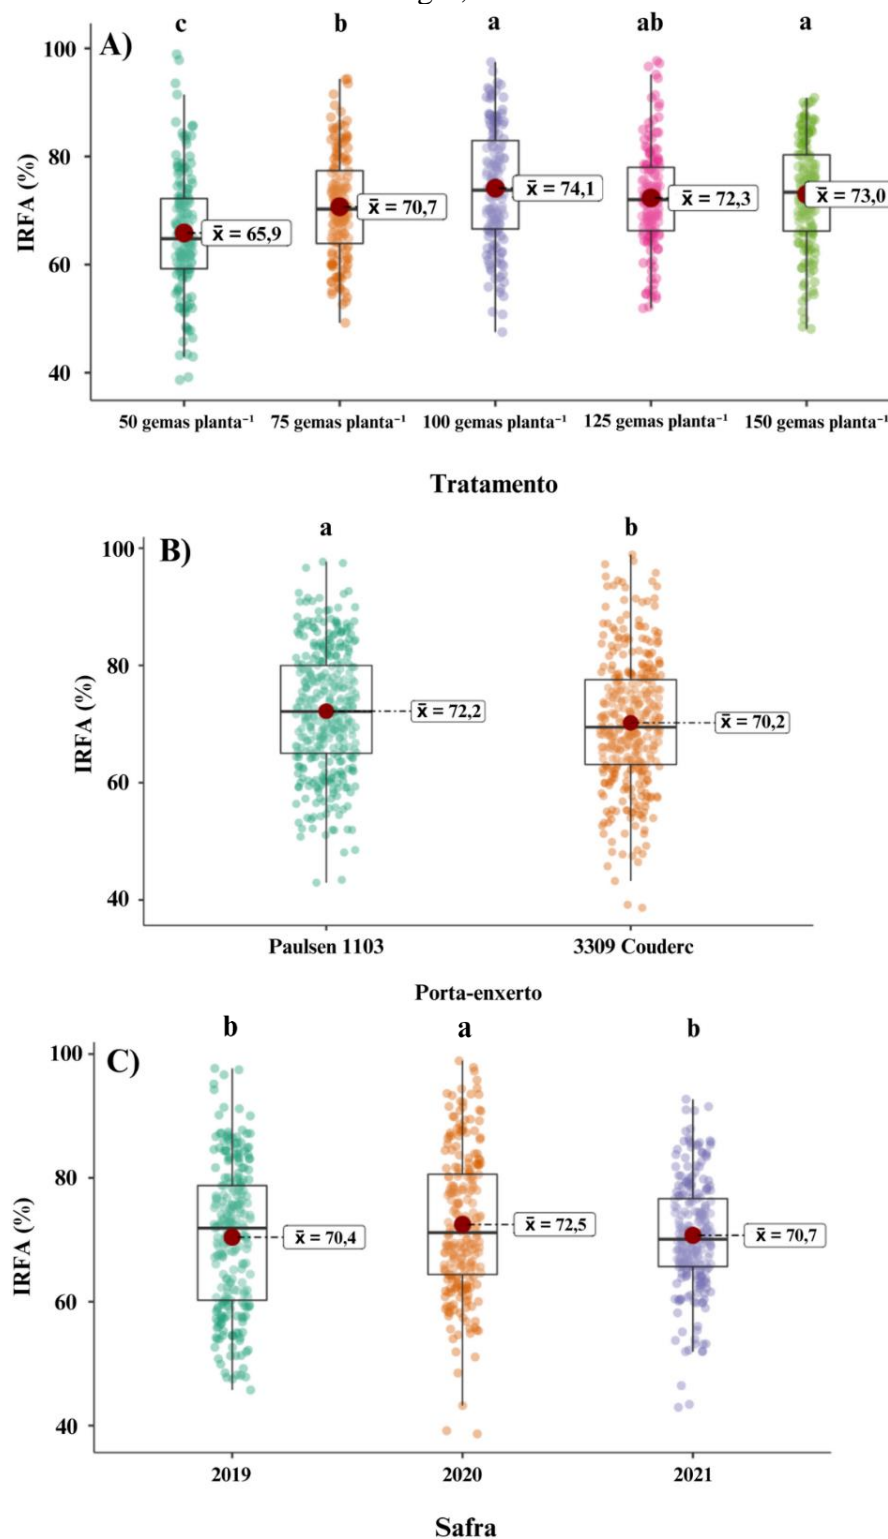 c b a ab a
A)
100
80
60
40
IRFA (%)
x̄ = 65,9
x̄ = 70,7
x̄ = 74,1
x̄ = 72,3
x̄ = 73,0
50 gemas planta⁻¹ 75 gemas planta⁻¹ 100 gemas planta⁻¹ 125 gemas planta⁻¹ 150 gemas planta⁻¹
Tratamento
a b
B)
100
80
60
40
IRFA (%)
x̄ = 72,2
x̄ = 70,2
Paulsen 1103 3309 Couderc
Porta-enxerto
b a b
C)
100
80
60
40
IRFA (%)
x̄ = 70,4
x̄ = 72,5
x̄ = 70,7
2019 2020 2021
Safra